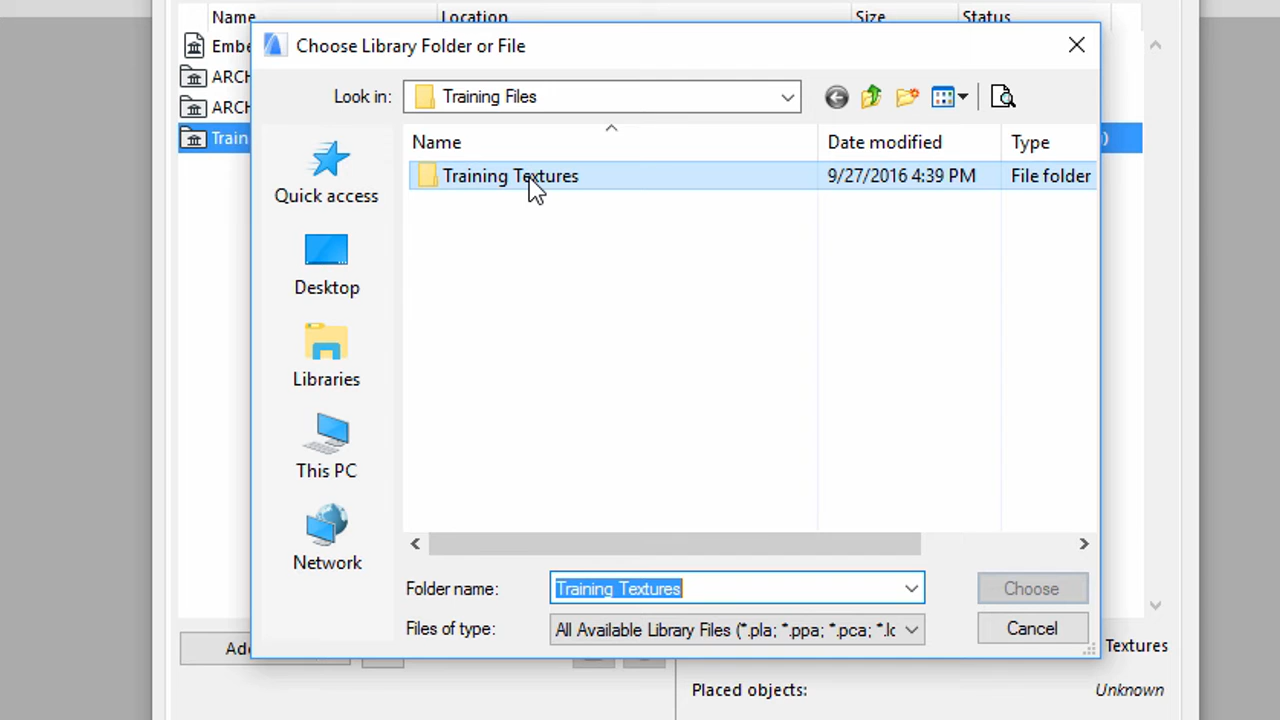 Name Location Size Status
Choose Library Folder or File
Embe
Look in: Training Files
ARCH
ARCH
Train )
Name Date modified Type
Training Textures 9/27/2016 4:39 PM File folder
Quick access
Desktop
Libraries
This PC
Network
Folder name: Training Textures Choose
Files of type: All Available Library Files (*.pla; *.ppa; *.pca; *.lc Cancel
Textures
Placed objects: Unknown